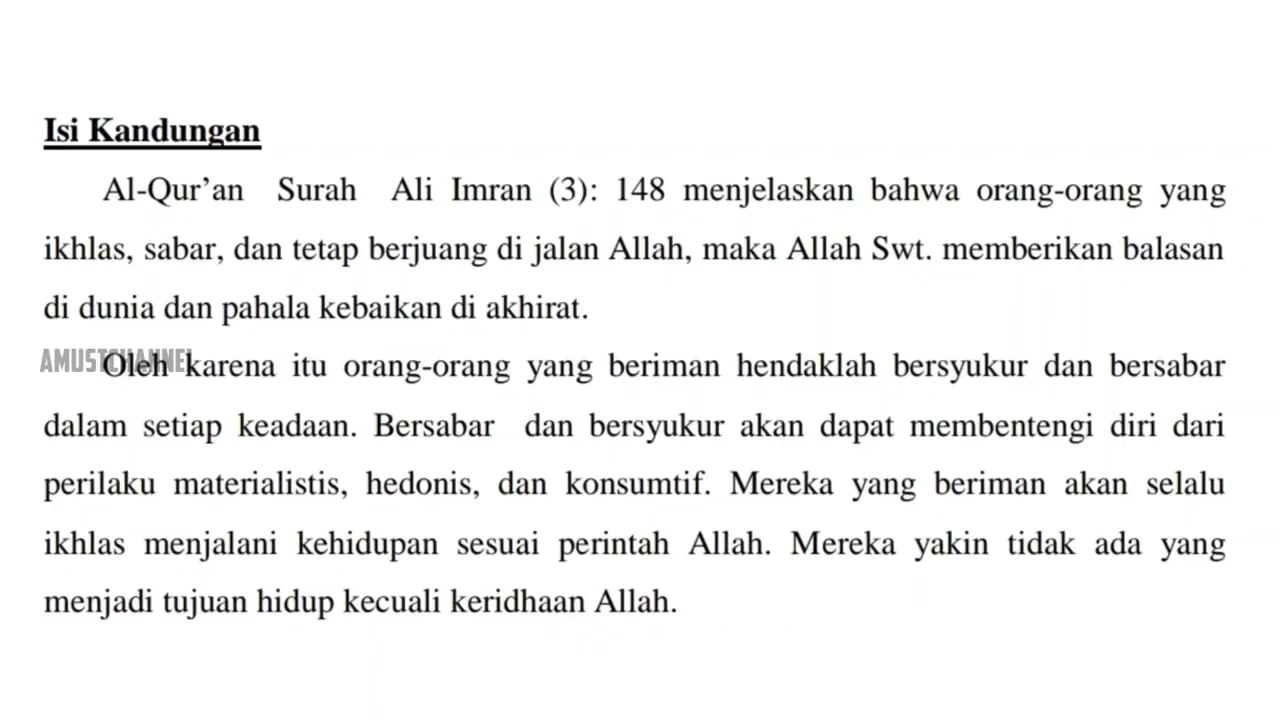 Isi Kandungan
Al-Qur’an Surah Ali Imran (3): 148 menjelaskan bahwa orang-orang yang
ikhlas, sabar, dan tetap berjuang di jalan Allah, maka Allah Swt. memberikan balasan
di dunia dan pahala kebaikan di akhirat.
AMUSTCHANNEL
Oleh karena itu orang-orang yang beriman hendaklah bersyukur dan bersabar
dalam setiap keadaan. Bersabar dan bersyukur akan dapat membentengi diri dari
perilaku materialistis, hedonis, dan konsumtif. Mereka yang beriman akan selalu
ikhlas menjalani kehidupan sesuai perintah Allah. Mereka yakin tidak ada yang
menjadi tujuan hidup kecuali keridhaan Allah.